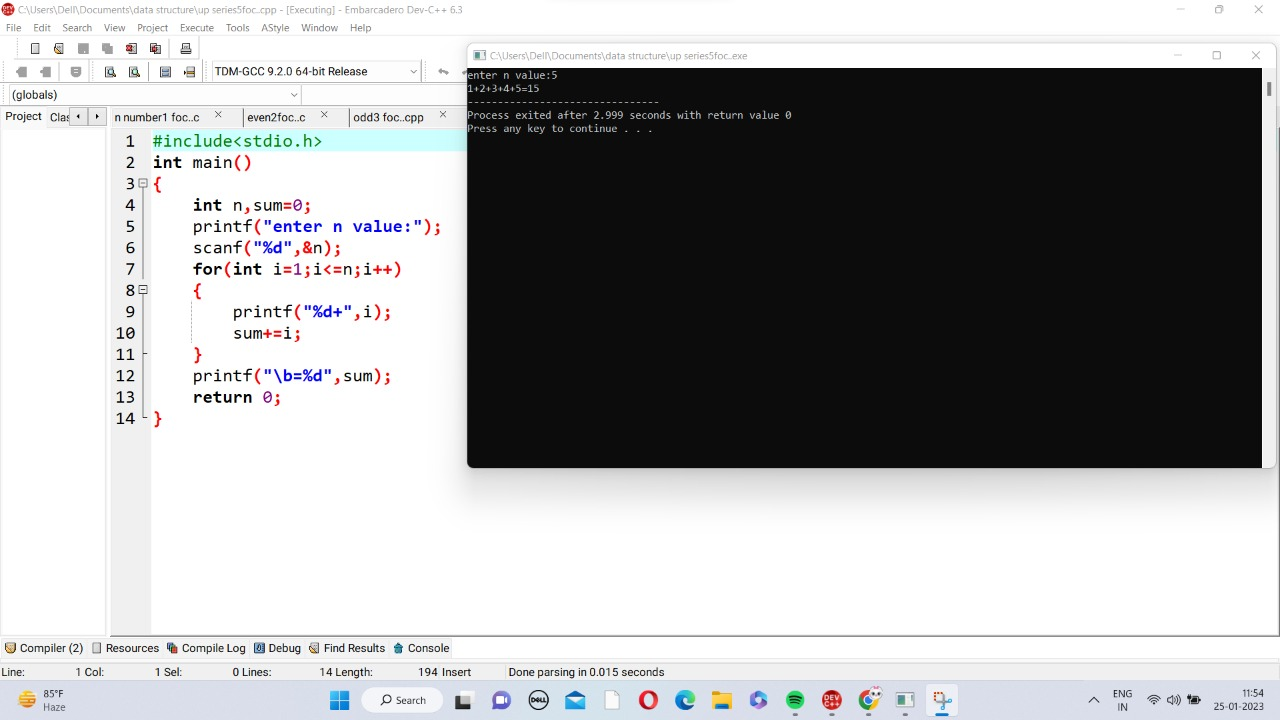 C:\Users\Dell\Documents\data structure\up series5foc..cpp - [Executing] - Embarcadero Dev-C++ 6.3
File Edit Search View Project Execute Tools AStyle Window Help
TDM-GCC 9.2.0 64-bit Release
(globals)
Project Clas n number1 foc..c even2foc..c odd3 foc..cpp
1 #include<stdio.h>
2 int main()
3 {
4 int n,sum=0;
5 printf("enter n value:");
6 scanf("%d",&n);
7 for(int i=1;i<=n;i++)
8 {
9 printf("%d+",i);
10 sum+=i;
11 }
12 printf("\b=%d",sum);
13 return 0;
14 }
C:\Users\Dell\Documents\data structure\up series5foc..exe
enter n value:5
1+2+3+4+5=15
--------------------------------
Process exited after 2.999 seconds with return value 0
Press any key to continue . . .
Compiler (2) Resources Compile Log Debug Find Results Console
Line: 1 Col: 1 Sel: 0 Lines: 14 Length: 194 Insert Done parsing in 0.015 seconds
85°F
Haze
Search
DELL
DEV
C++
ENG
IN
11:54
25-01-2023